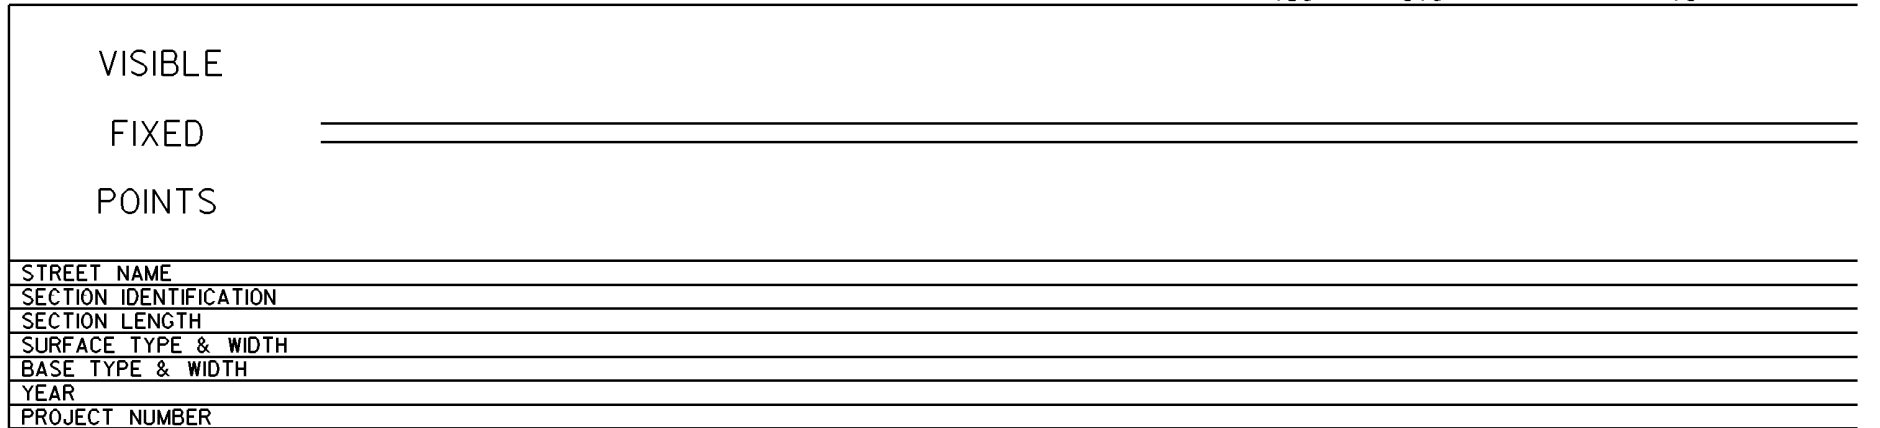 VISIBLE
FIXED
POINTS
STREET NAME
SECTION IDENTIFICATION
SECTION LENGTH
SURFACE TYPE & WIDTH
BASE TYPE & WIDTH
YEAR
PROJECT NUMBER